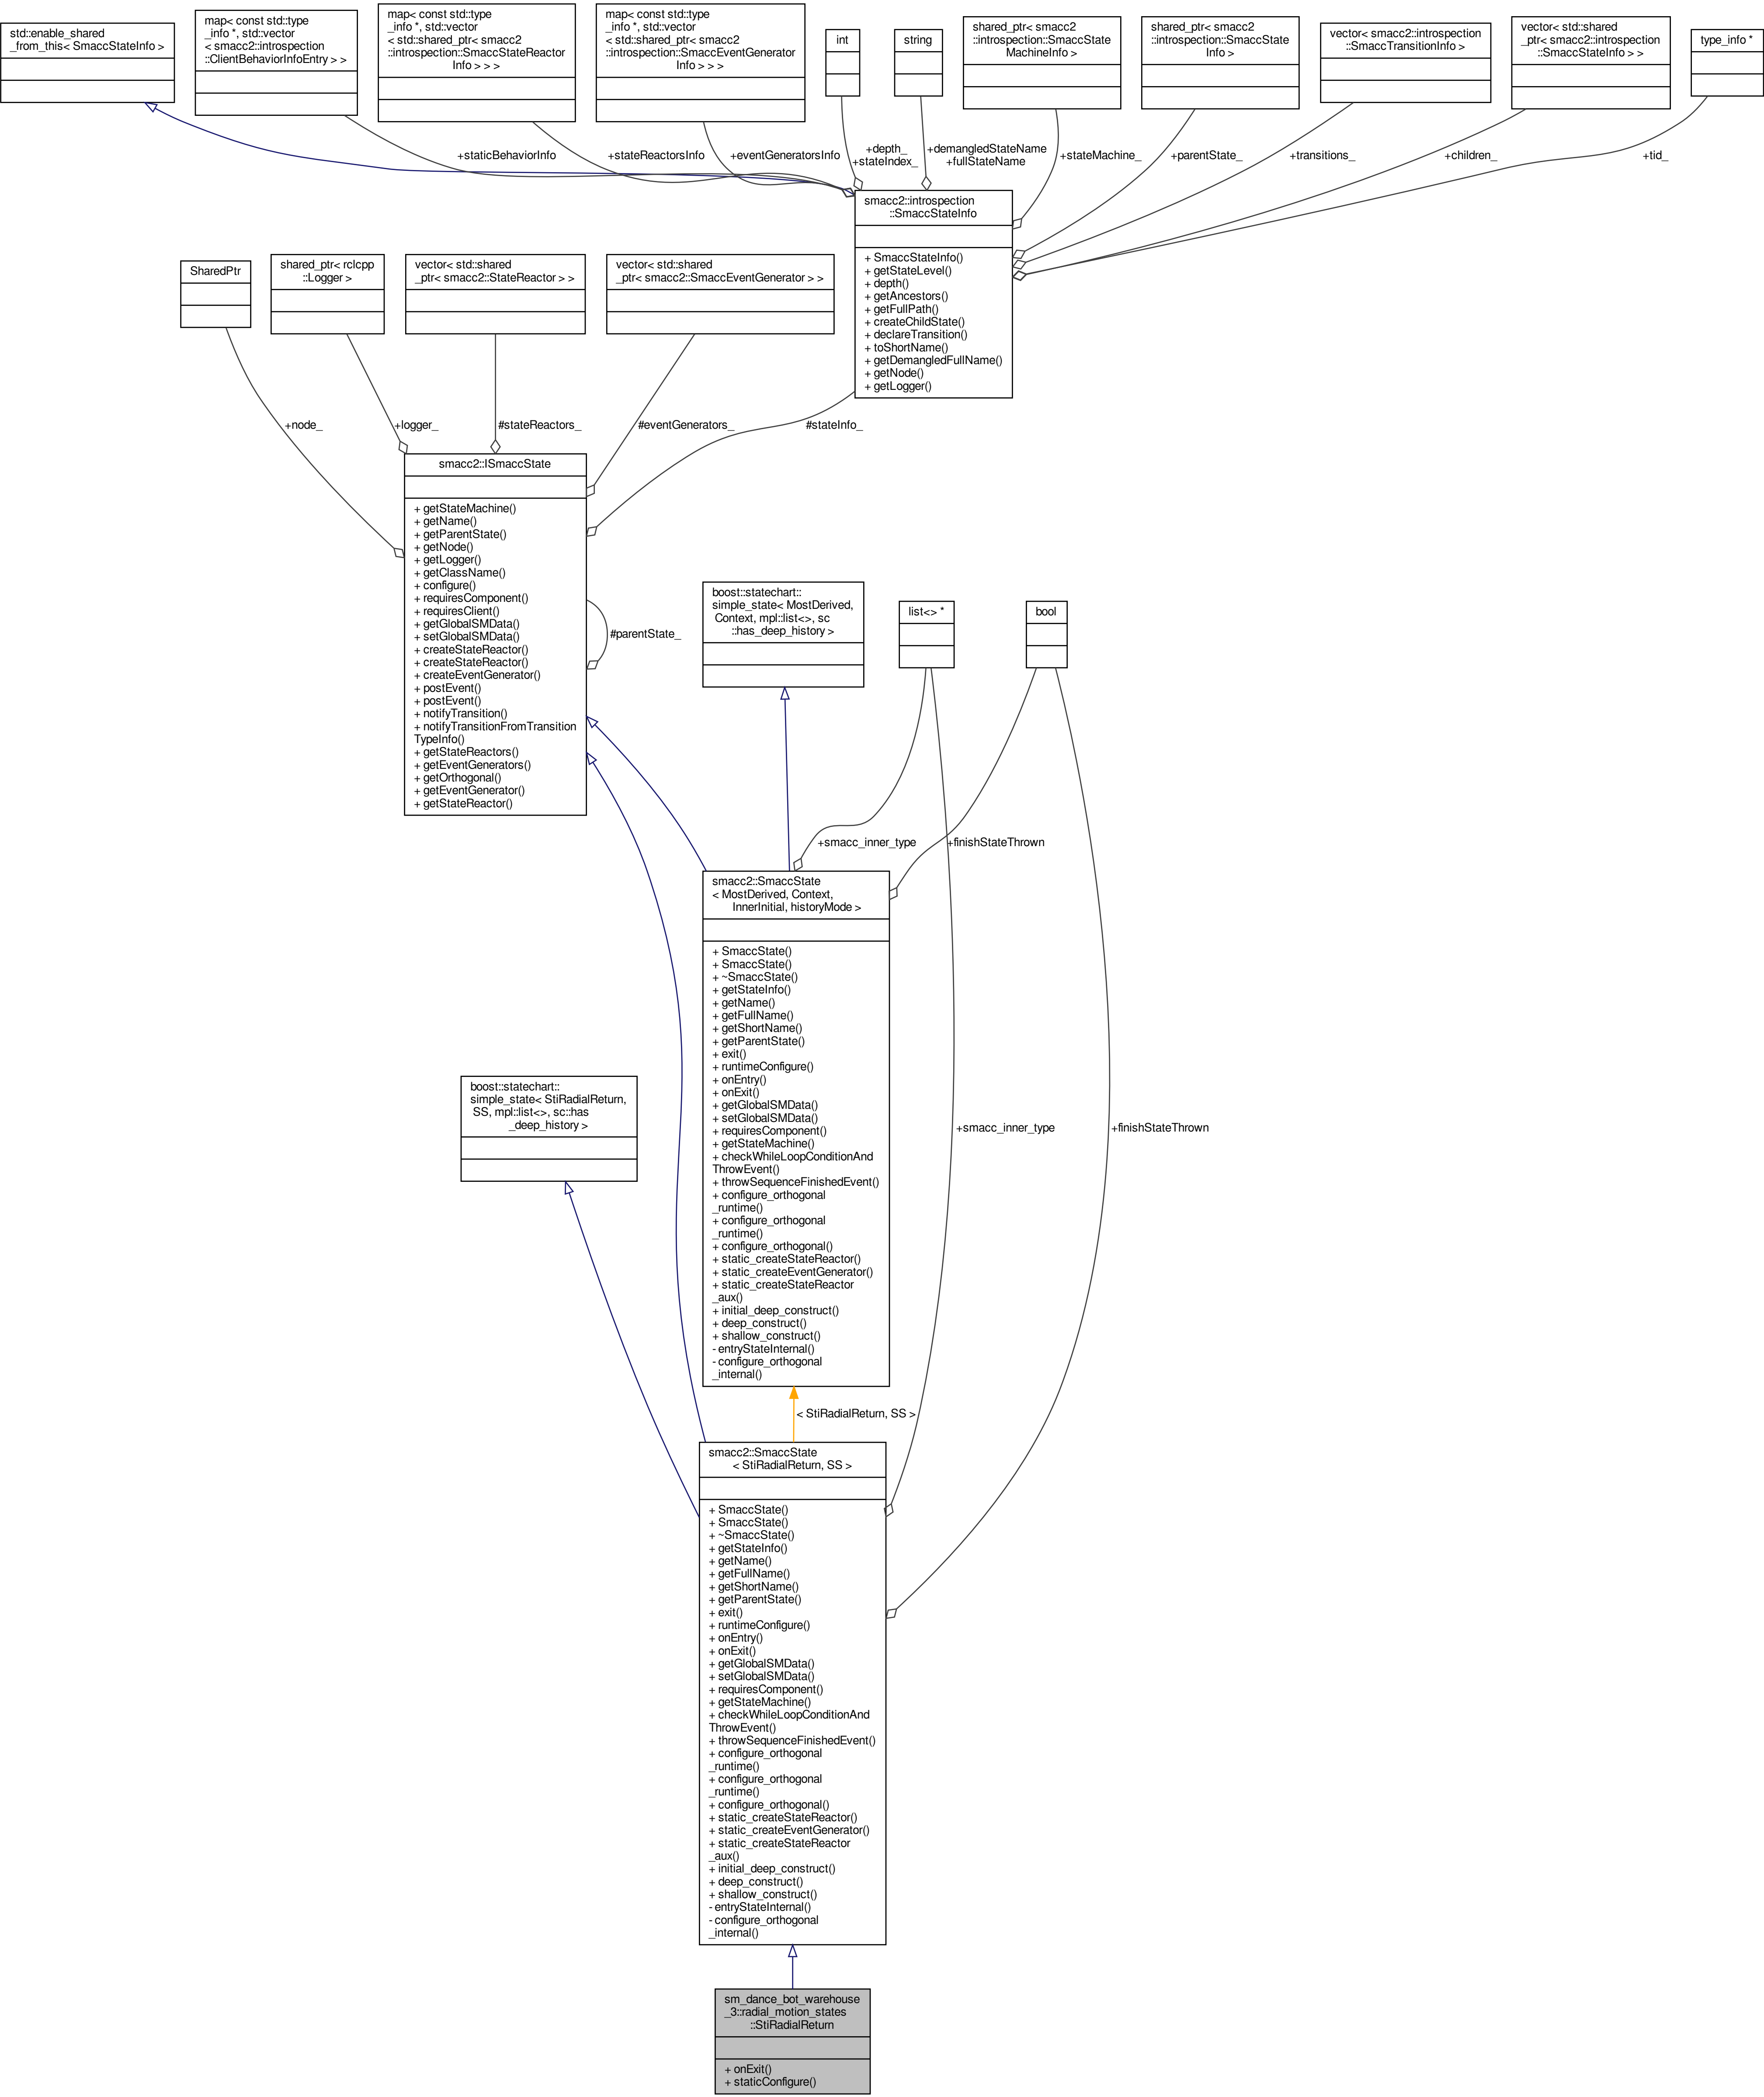 std::enable_shared
_from_this< SmaccStateInfo >
map< const std::type
_info *, std::vector
< smacc2::introspection
::ClientBehaviorInfoEntry > >
map< const std::type
_info *, std::vector
< std::shared_ptr< smacc2
::introspection::SmaccStateReactor
Info > > >
map< const std::type
_info *, std::vector
< std::shared_ptr< smacc2
::introspection::SmaccEventGenerator
Info > > >
int
string
shared_ptr< smacc2
::introspection::SmaccState
MachineInfo >
shared_ptr< smacc2
::introspection::SmaccState
Info >
vector< smacc2::introspection
::SmaccTransitionInfo >
vector< std::shared
_ptr< smacc2::introspection
::SmaccStateInfo > >
type_info *
+staticBehaviorInfo
+stateReactorsInfo
+eventGeneratorsInfo
+depth_
+stateIndex_
+demangledStateName
+fullStateName
+stateMachine_
+parentState_
+transitions_
+children_
+tid_
smacc2::introspection
::SmaccStateInfo
+ SmaccStateInfo()
+ getStateLevel()
+ depth()
+ getAncestors()
+ getFullPath()
+ createChildState()
+ declareTransition()
+ toShortName()
+ getDemangledFullName()
+ getNode()
+ getLogger()
SharedPtr
shared_ptr< rclcpp
::Logger >
vector< std::shared
_ptr< smacc2::StateReactor > >
vector< std::shared
_ptr< smacc2::SmaccEventGenerator > >
+node_
+logger_
#stateReactors_
#eventGenerators_
#stateInfo_
smacc2::ISmaccState
+ getStateMachine()
+ getName()
+ getParentState()
+ getNode()
+ getLogger()
+ getClassName()
+ configure()
+ requiresComponent()
+ requiresClient()
+ getGlobalSMData()
+ setGlobalSMData()
+ createStateReactor()
+ createStateReactor()
+ createEventGenerator()
+ postEvent()
+ postEvent()
+ notifyTransition()
+ notifyTransitionFromTransition
TypeInfo()
+ getStateReactors()
+ getEventGenerators()
+ getOrthogonal()
+ getEventGenerator()
+ getStateReactor()
#parentState_
boost::statechart::
simple_state< MostDerived,
Context, mpl::list<>, sc
::has_deep_history >
list<> *
bool
+smacc_inner_type
+finishStateThrown
smacc2::SmaccState
< MostDerived, Context,
InnerInitial, historyMode >
+ SmaccState()
+ SmaccState()
+ ~SmaccState()
+ getStateInfo()
+ getName()
+ getFullName()
+ getShortName()
+ getParentState()
+ exit()
+ runtimeConfigure()
+ onEntry()
+ onExit()
+ getGlobalSMData()
+ setGlobalSMData()
+ requiresComponent()
+ getStateMachine()
+ checkWhileLoopConditionAnd
ThrowEvent()
+ throwSequenceFinishedEvent()
+ configure_orthogonal
_runtime()
+ configure_orthogonal
_runtime()
+ configure_orthogonal()
+ static_createStateReactor()
+ static_createEventGenerator()
+ static_createStateReactor
_aux()
+ initial_deep_construct()
+ deep_construct()
+ shallow_construct()
- entryStateInternal()
- configure_orthogonal
_internal()
boost::statechart::
simple_state< StiRadialReturn,
SS, mpl::list<>, sc::has
_deep_history >
+smacc_inner_type
+finishStateThrown
< StiRadialReturn, SS >
smacc2::SmaccState
< StiRadialReturn, SS >
+ SmaccState()
+ SmaccState()
+ ~SmaccState()
+ getStateInfo()
+ getName()
+ getFullName()
+ getShortName()
+ getParentState()
+ exit()
+ runtimeConfigure()
+ onEntry()
+ onExit()
+ getGlobalSMData()
+ setGlobalSMData()
+ requiresComponent()
+ getStateMachine()
+ checkWhileLoopConditionAnd
ThrowEvent()
+ throwSequenceFinishedEvent()
+ configure_orthogonal
_runtime()
+ configure_orthogonal
_runtime()
+ configure_orthogonal()
+ static_createStateReactor()
+ static_createEventGenerator()
+ static_createStateReactor
_aux()
+ initial_deep_construct()
+ deep_construct()
+ shallow_construct()
- entryStateInternal()
- configure_orthogonal
_internal()
sm_dance_bot_warehouse
_3::radial_motion_states
::StiRadialReturn
+ onExit()
+ staticConfigure()